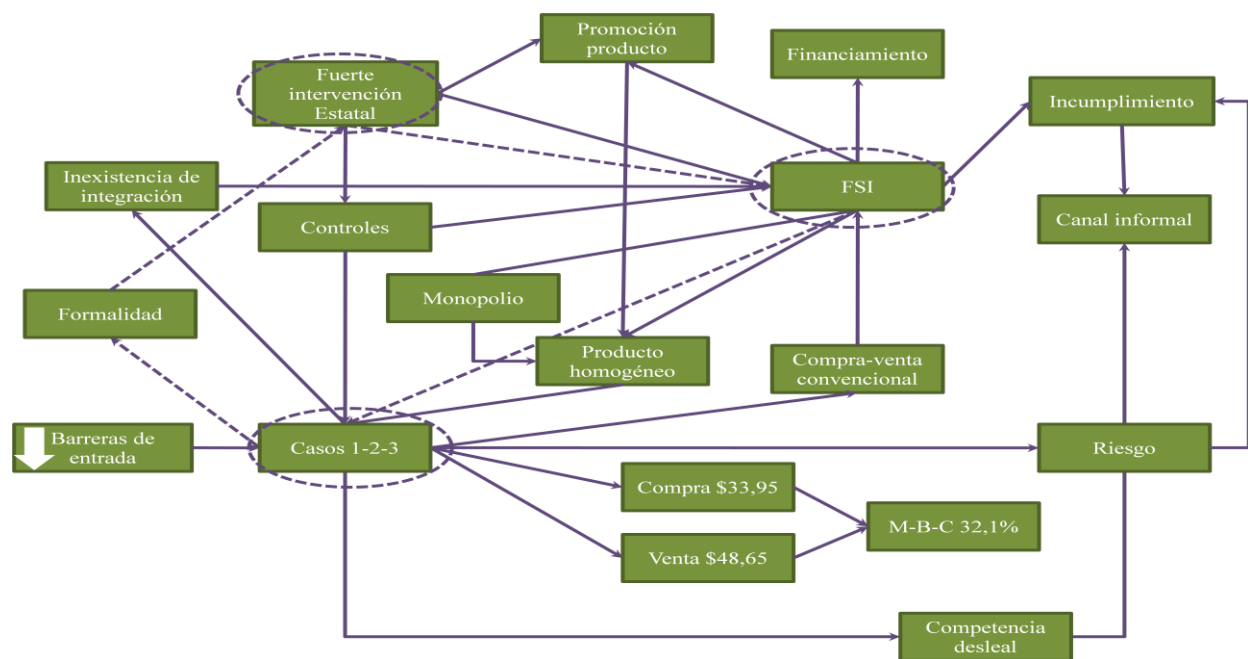 Promoción
producto
Financiamiento
Fuerte
intervención
Estatal
Incumplimiento
Inexistencia de
integración
FSI
Controles
Canal informal
Monopolio
Formalidad
Producto
homogéneo
Compra-venta
convencional
Barreras de
entrada
Casos 1-2-3
Riesgo
Compra $33,95
M-B-C 32,1%
Venta $48,65
Competencia
desleal